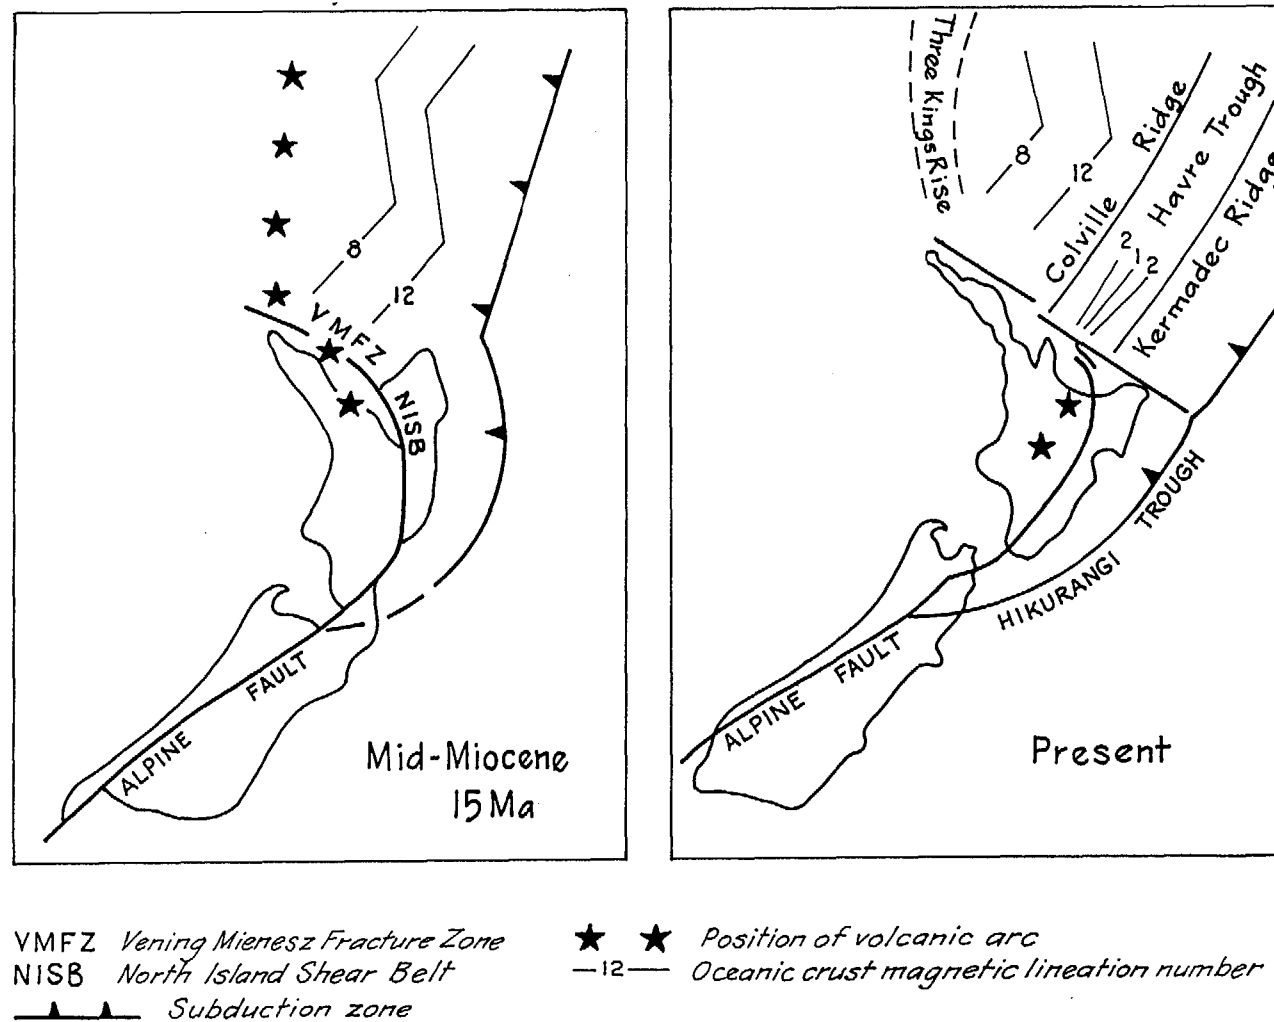 8
12
VMFZ
NISB
ALPINE
FAULT
Mid-Miocene
15Ma
Three Kings Rise
8
12
Colville Ridge
Havre Trough
Kermadec Ridge
2
1
2
HIKURANGI
TROUGH
ALPINE
FAULT
Present
VMFZ Vening Mienesz Fracture Zone
NISB North Island Shear Belt
Subduction zone
Position of volcanic arc
12 Oceanic crust magnetic lineation number